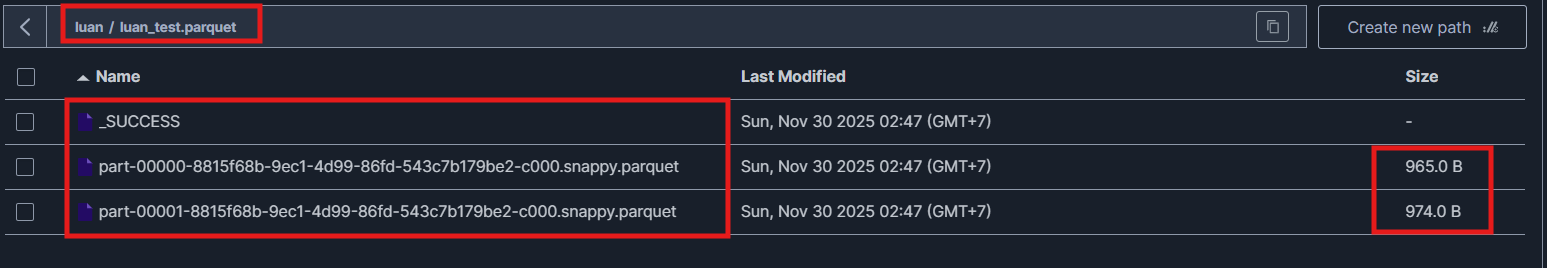 luan / luan_test.parquet
Create new path
Name Last Modified Size
_SUCCESS Sun, Nov 30 2025 02:47 (GMT+7) -
part-00000-8815f68b-9ec1-4d99-86fd-543c7b179be2-c000.snappy.parquet Sun, Nov 30 2025 02:47 (GMT+7) 965.0 B
part-00001-8815f68b-9ec1-4d99-86fd-543c7b179be2-c000.snappy.parquet Sun, Nov 30 2025 02:47 (GMT+7) 974.0 B